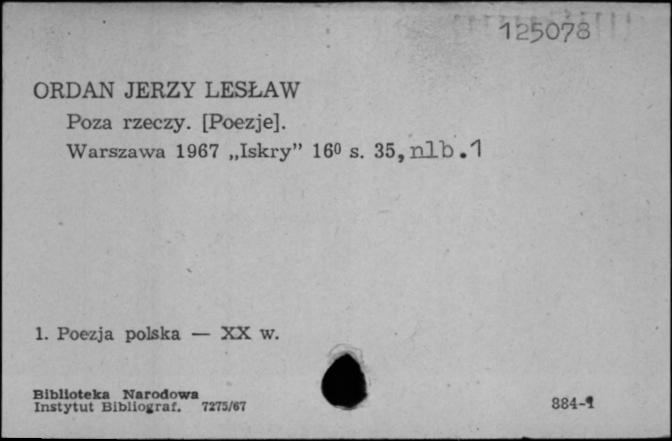 125078
ORDAN JERZY LESŁAW
Poza rzeczy. [Poezje].
Warszawa 1967 „Iskry” 16⁰ s. 35, nlb.1
1. Poezja polska — XX w.
Biblioteka Narodowa
Instytut Bibliograf. 7275/67
884-1